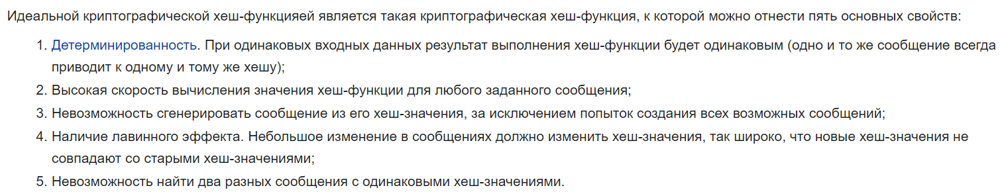 Идеальной криптографической хеш-функцияей является такая криптографическая хеш-функция, к которой можно отнести пять основных свойств:
1. Детерминированность. При одинаковых входных данных результат выполнения хеш-функции будет одинаковым (одно и то же сообщение всегда
приводит к одному и тому же хешу);
2. Высокая скорость вычисления значения хеш-функции для любого заданного сообщения;
3. Невозможность сгенерировать сообщение из его хеш-значения, за исключением попыток создания всех возможных сообщений;
4. Наличие лавинного эффекта. Небольшое изменение в сообщениях должно изменить хеш-значения, так широко, что новые хеш-значения не
совпадают со старыми хеш-значениями;
5. Невозможность найти два разных сообщения с одинаковыми хеш-значениями.